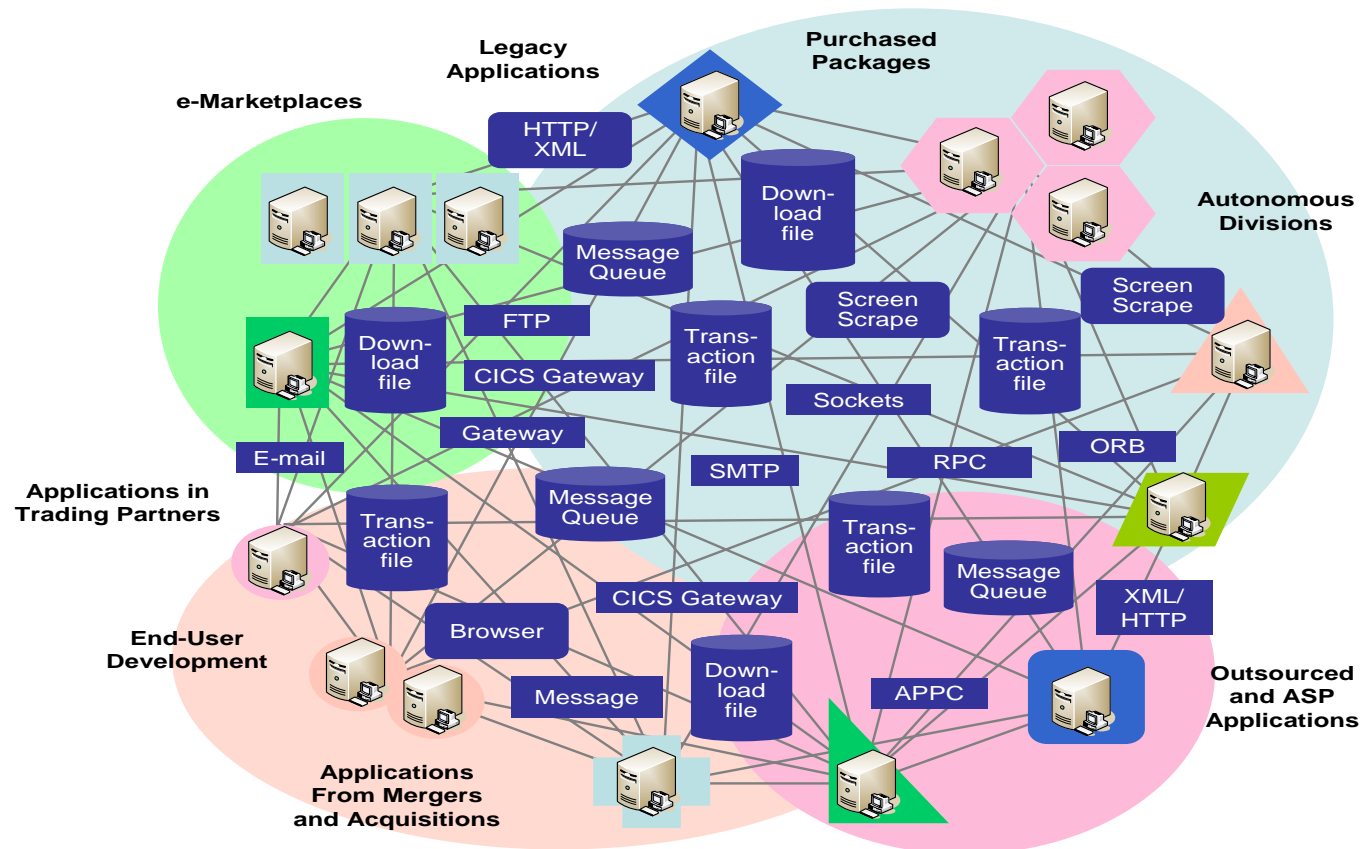 Purchased
Packages
Legacy
Applications
e-Marketplaces
HTTP/
XML
Down-
load
file
Autonomous
Divisions
Message
Queue
Screen
Scrape
Screen
Scrape
FTP
Down-
load
file
Trans-
action
file
Trans-
action
file
CICS Gateway
Sockets
Gateway
E-mail
SMTP
RPC
ORB
Applications in
Trading Partners
Trans-
action
file
Message
Queue
Trans-
action
file
Message
Queue
CICS Gateway
XML/
HTTP
End-User
Development
Browser
Down-
load
file
Message
APPC
Outsourced
and ASP
Applications
Applications
From Mergers
and Acquisitions